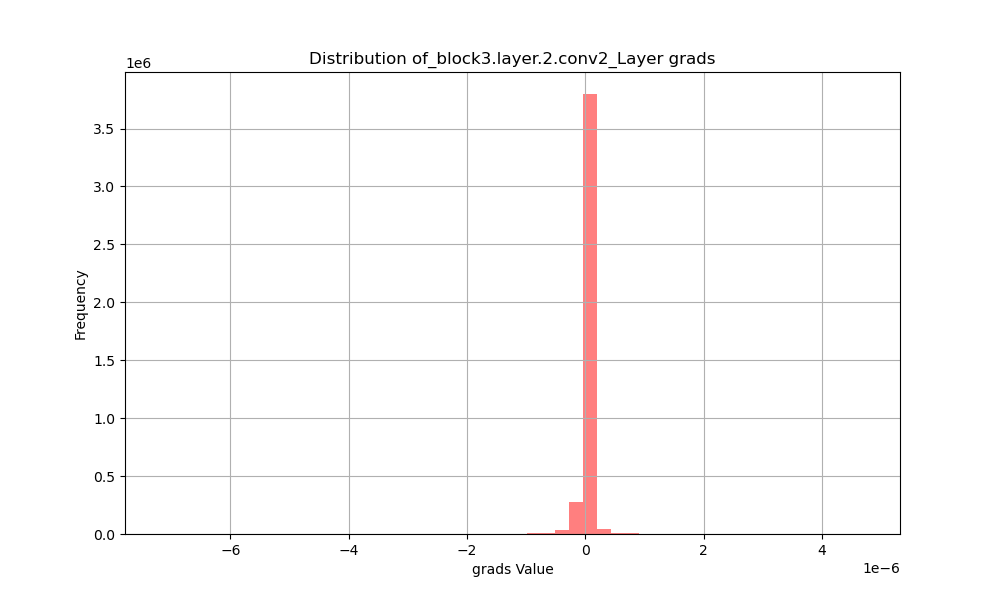 Distribution of_block3.layer.2.conv2_Layer grads
1e6
3.5
3.0
2.5
2.0
1.5
1.0
0.5
0.0
Frequency
−6
−4
−2
0
2
4
1e−6
grads Value